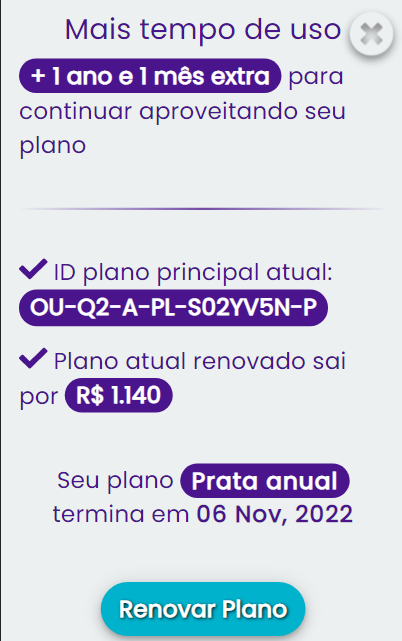 Mais tempo de uso
+ 1 ano e 1 mês extra para
continuar aproveitando seu
plano
ID plano principal atual:
OU-Q2-A-PL-S02YV5N-P
Plano atual renovado sai
por R$ 1.140
Seu plano Prata anual
termina em 06 Nov, 2022
Renovar Plano